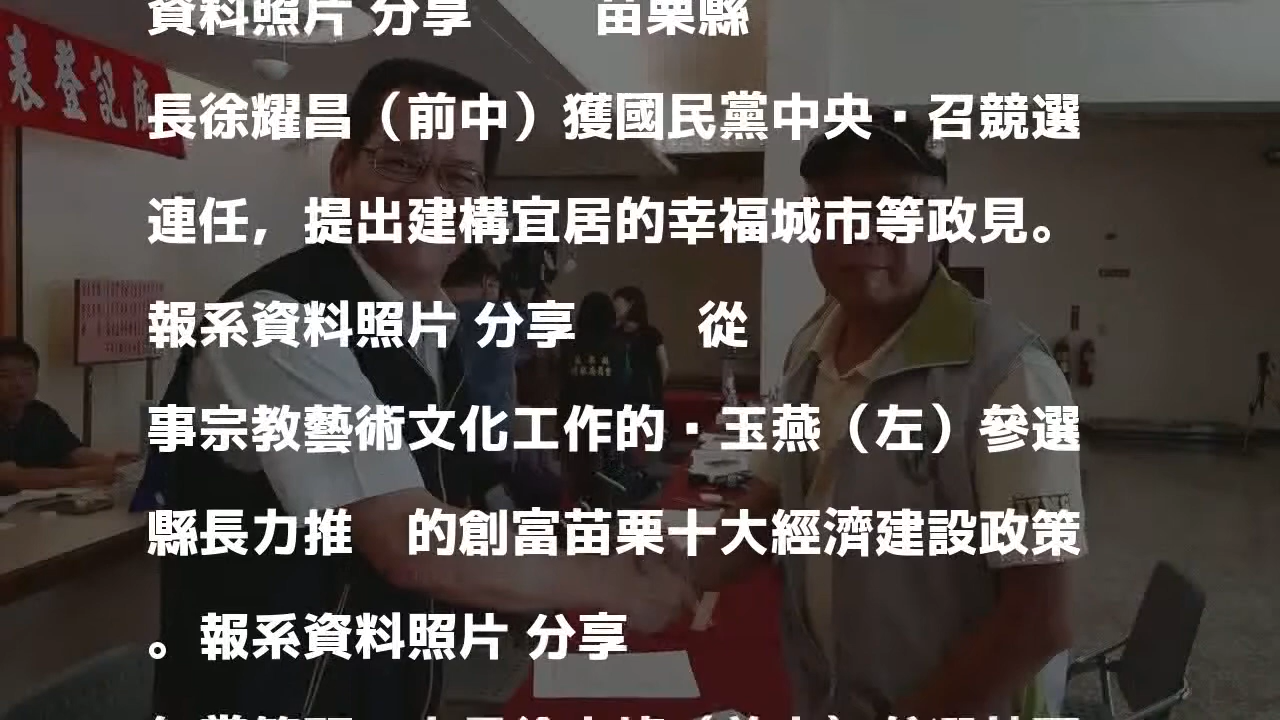 資料照片 分享 苗栗縣
長徐耀昌（前中）獲國民黨中央·召競選
連任，提出建構宜居的幸福城市等政見。
報系資料照片 分享 從
事宗教藝術文化工作的·玉燕（左）參選
縣長力推 的創富苗栗十大經濟建設政策
。報系資料照片 分享
表登記處